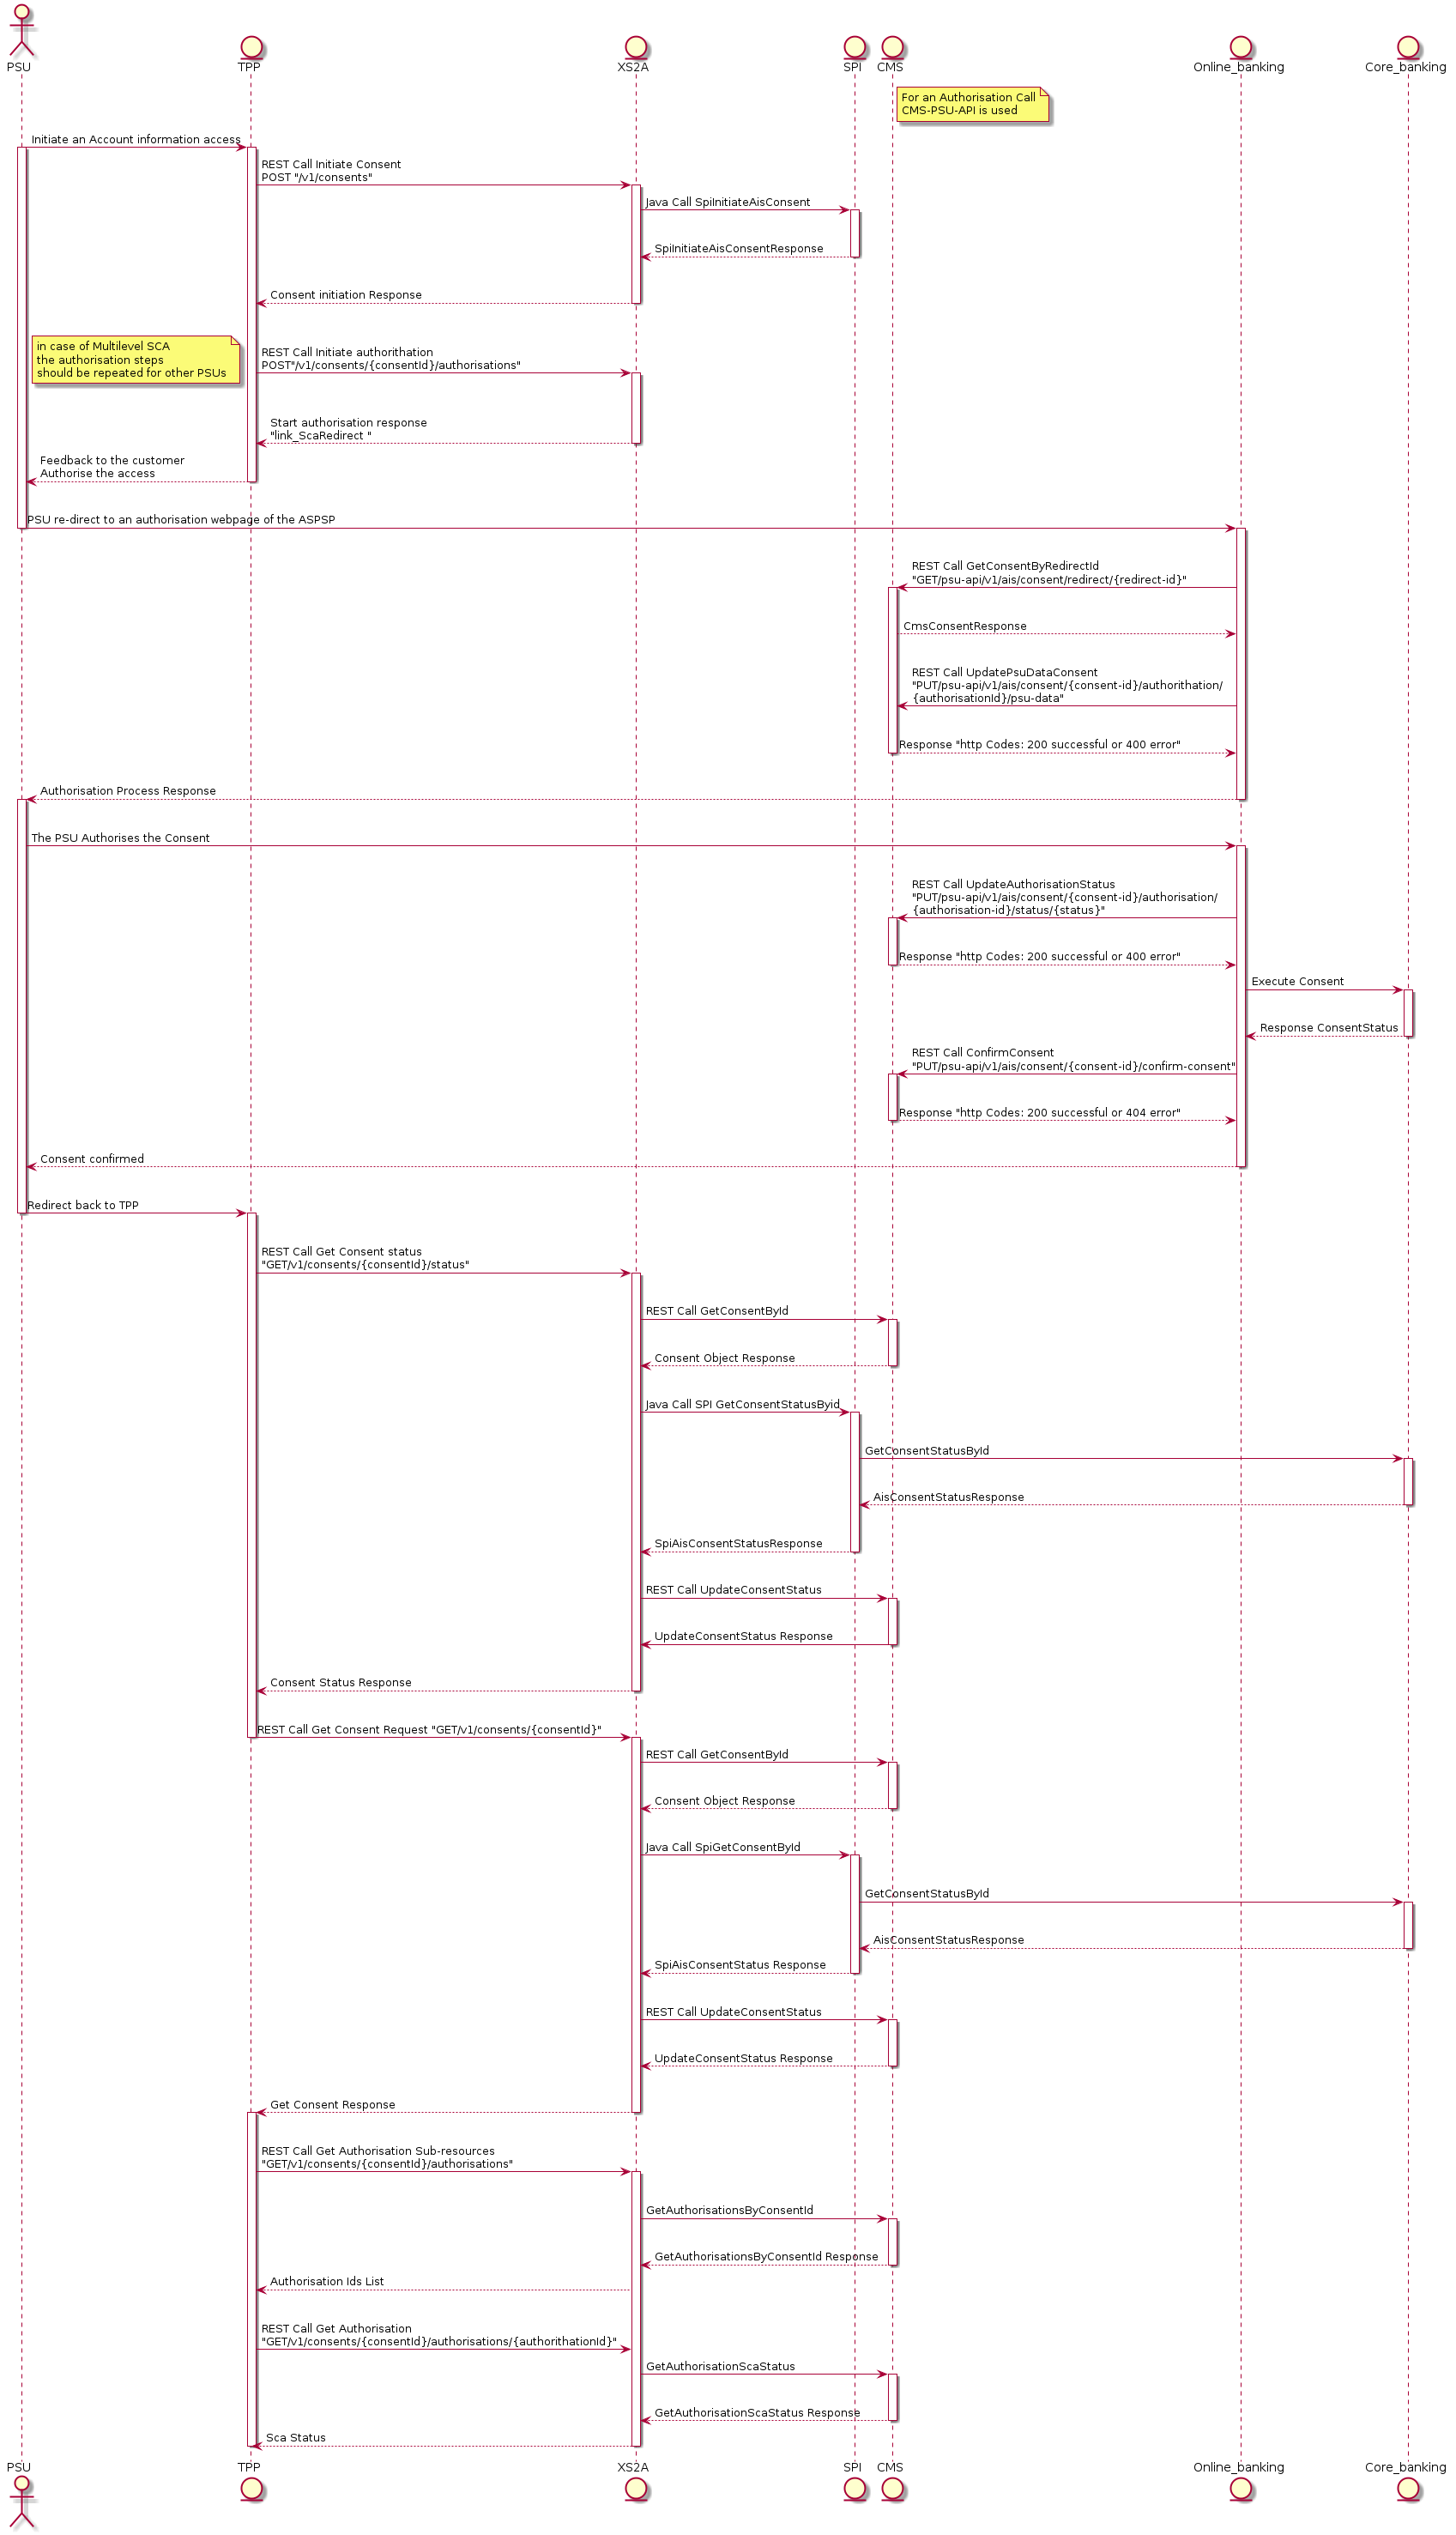 PSU
TPP
XS2A
SPI
CMS
Online_banking
Core_banking
For an Authorisation Call
CMS-PSU-API is used
Initiate an Account information access
REST Call Initiate Consent
POST "/v1/consents"
Java Call SpiInitiateAisConsent
SpiInitiateAisConsentResponse
Consent initiation Response
in case of Multilevel SCA
the authorisation steps
should be repeated for other PSUs
REST Call Initiate authorithation
POST"/v1/consents/{consentId}/authorisations"
Start authorisation response
"link_ScaRedirect "
Feedback to the customer
Authorise the access
PSU re-direct to an authorisation webpage of the ASPSP
REST Call GetConsentByRedirectId
"GET/psu-api/v1/ais/consent/redirect/{redirect-id}"
CmsConsentResponse
REST Call UpdatePsuDataConsent
"PUT/psu-api/v1/ais/consent/{consent-id}/authorithation/
{authorisationId}/psu-data"
Response "http Codes: 200 successful or 400 error"
Authorisation Process Response
The PSU Authorises the Consent
REST Call UpdateAuthorisationStatus
"PUT/psu-api/v1/ais/consent/{consent-id}/authorisation/
{authorisation-id}/status/{status}"
Response "http Codes: 200 successful or 400 error"
Execute Consent
Response ConsentStatus
REST Call ConfirmConsent
"PUT/psu-api/v1/ais/consent/{consent-id}/confirm-consent"
Response "http Codes: 200 successful or 404 error"
Consent confirmed
Redirect back to TPP
REST Call Get Consent status
"GET/v1/consents/{consentId}/status"
REST Call GetConsentById
Consent Object Response
Java Call SPI GetConsentStatusByid
GetConsentStatusById
AisConsentStatusResponse
SpiAisConsentStatusResponse
REST Call UpdateConsentStatus
UpdateConsentStatus Response
Consent Status Response
REST Call Get Consent Request "GET/v1/consents/{consentId}"
REST Call GetConsentById
Consent Object Response
Java Call SpiGetConsentById
GetConsentStatusById
AisConsentStatusResponse
SpiAisConsentStatus Response
REST Call UpdateConsentStatus
UpdateConsentStatus Response
Get Consent Response
REST Call Get Authorisation Sub-resources
"GET/v1/consents/{consentId}/authorisations"
GetAuthorisationsByConsentId
GetAuthorisationsByConsentId Response
Authorisation Ids List
REST Call Get Authorisation
"GET/v1/consents/{consentId}/authorisations/{authorithationId}"
GetAuthorisationScaStatus
GetAuthorisationScaStatus Response
Sca Status
PSU
TPP
XS2A
SPI
CMS
Online_banking
Core_banking